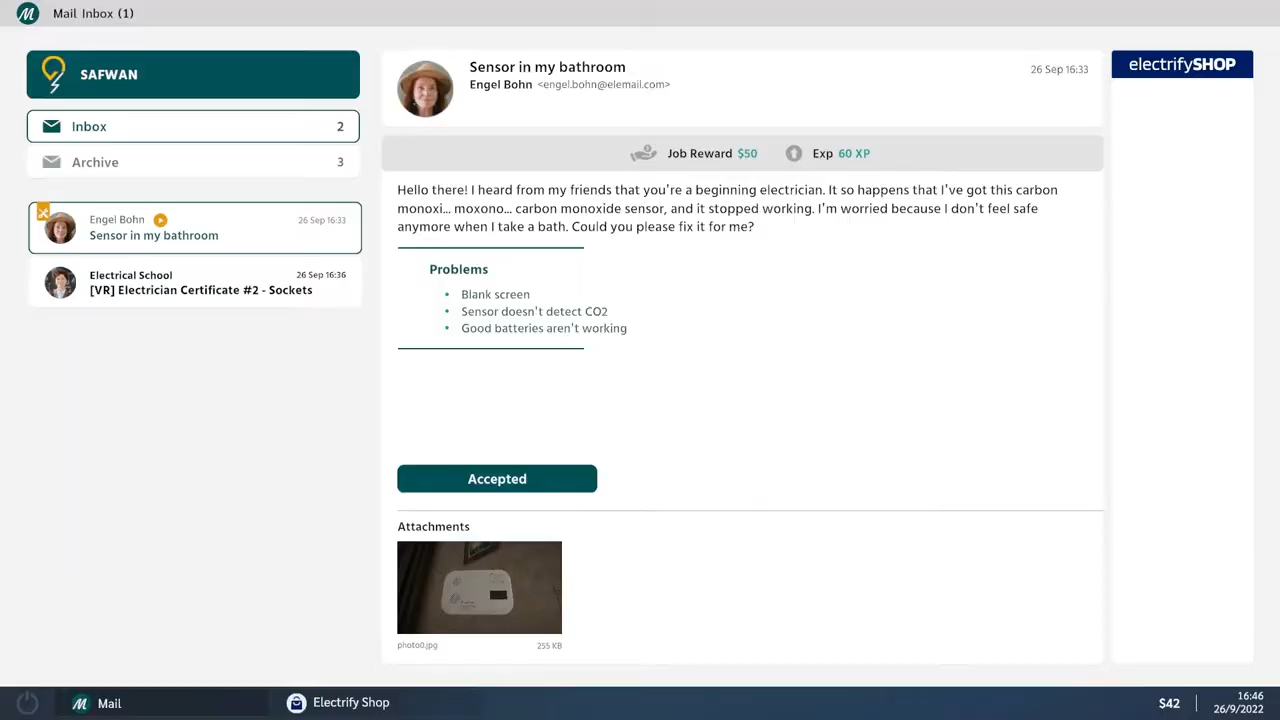 Mail Inbox (1)
SAFWAN
Inbox 2
Archive 3
Engel Bohn 26 Sep 16:33
Sensor in my bathroom
Electrical School 26 Sep 16:36
[VR] Electrician Certificate #2 - Sockets
Sensor in my bathroom
Engel Bohn <engel.bohn@elemail.com>
26 Sep 16:33
Job Reward $50 Exp 60 XP
Hello there! I heard from my friends that you're a beginning electrician. It so happens that I've got this carbon
monoxi... moxono... carbon monoxide sensor, and it stopped working. I'm worried because I don't feel safe
anymore when I take a bath. Could you please fix it for me?
Problems
• Blank screen
• Sensor doesn't detect CO2
• Good batteries aren't working
Accepted
Attachments
photo0.jpg 255 KB
electrifySHOP
Mail
Electrify Shop
$42
16:46
26/9/2022